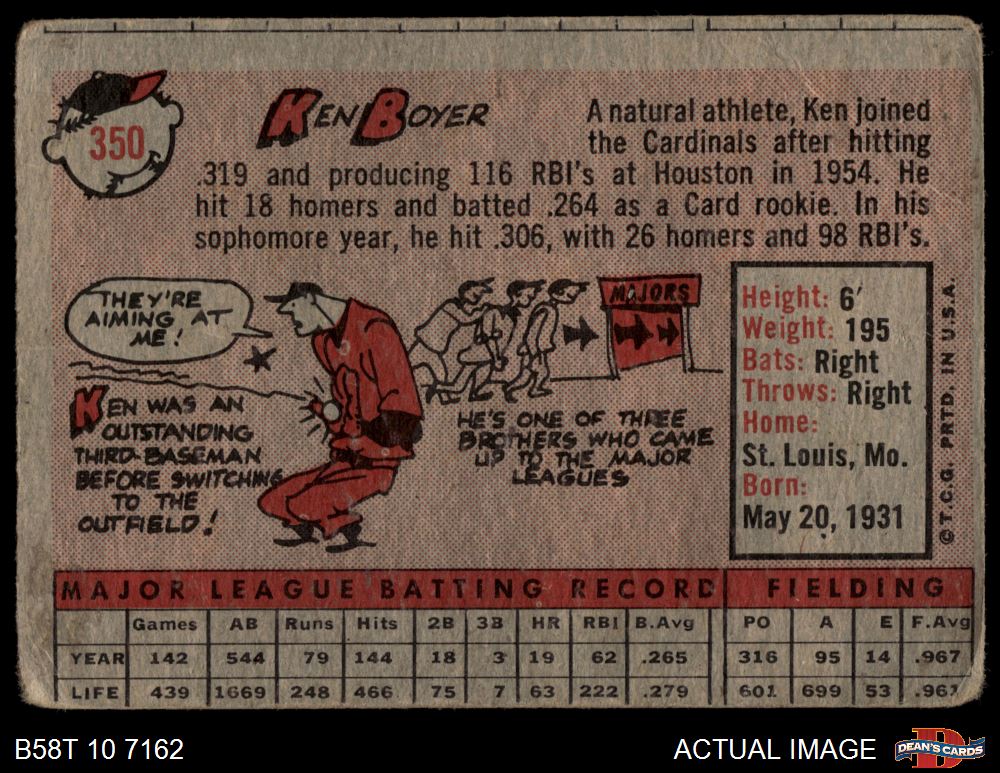 350
KEN BOYER
A natural athlete, Ken joined
the Cardinals after hitting
.319 and producing 116 RBI's at Houston in 1954. He
hit 18 homers and batted .264 as a Card rookie. In his
sophomore year, he hit .306, with 26 homers and 98 RBI's.
THEY'RE
AIMING AT
ME!
KEN WAS AN
OUTSTANDING
THIRD-BASEMAN
BEFORE SWITCHING
TO THE
OUTFIELD!
MAJORS
HE'S ONE OF THREE
BROTHERS WHO CAME
UP TO THE MAJOR
LEAGUES
Height: 6'
Weight: 195
Bats: Right
Throws: Right
Home:
St. Louis, Mo.
Born:
May 20, 1931
©T.C.G. PRTD. IN U.S.A.
MAJOR LEAGUE BATTING RECORD FIELDING
Games AB Runs Hits 2B 3B HR RBI B.Avg PO A E F.Avg
YEAR 142 544 79 144 18 3 19 62 .265 316 95 14 .967
LIFE 439 1669 248 466 75 7 63 222 .279 601 699 53
B58T 10 7162
ACTUAL IMAGE
D
DEAN'S CARDS